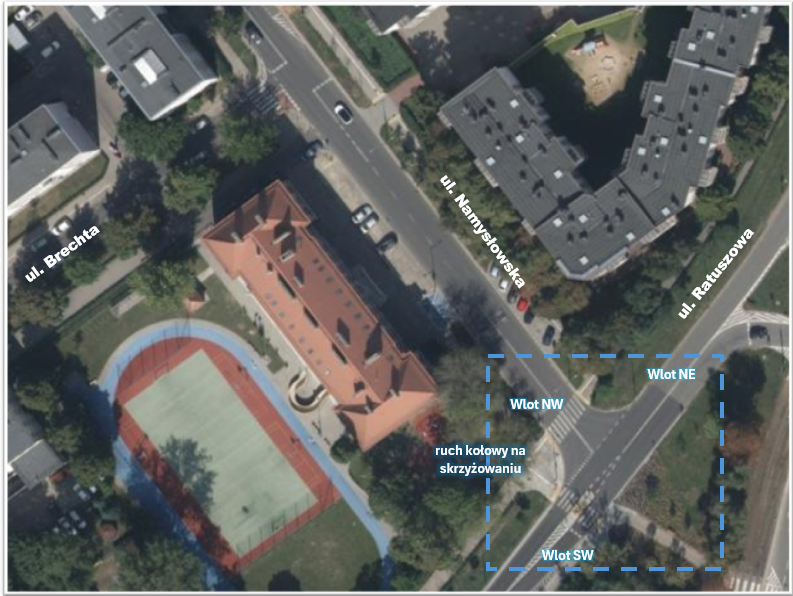 ul. Namysłowska
ul. Brechta
ul. Ratuszowa
Wlot NE
Wlot NW
ruch kołowy na
skrzyżowaniu
Wlot SW